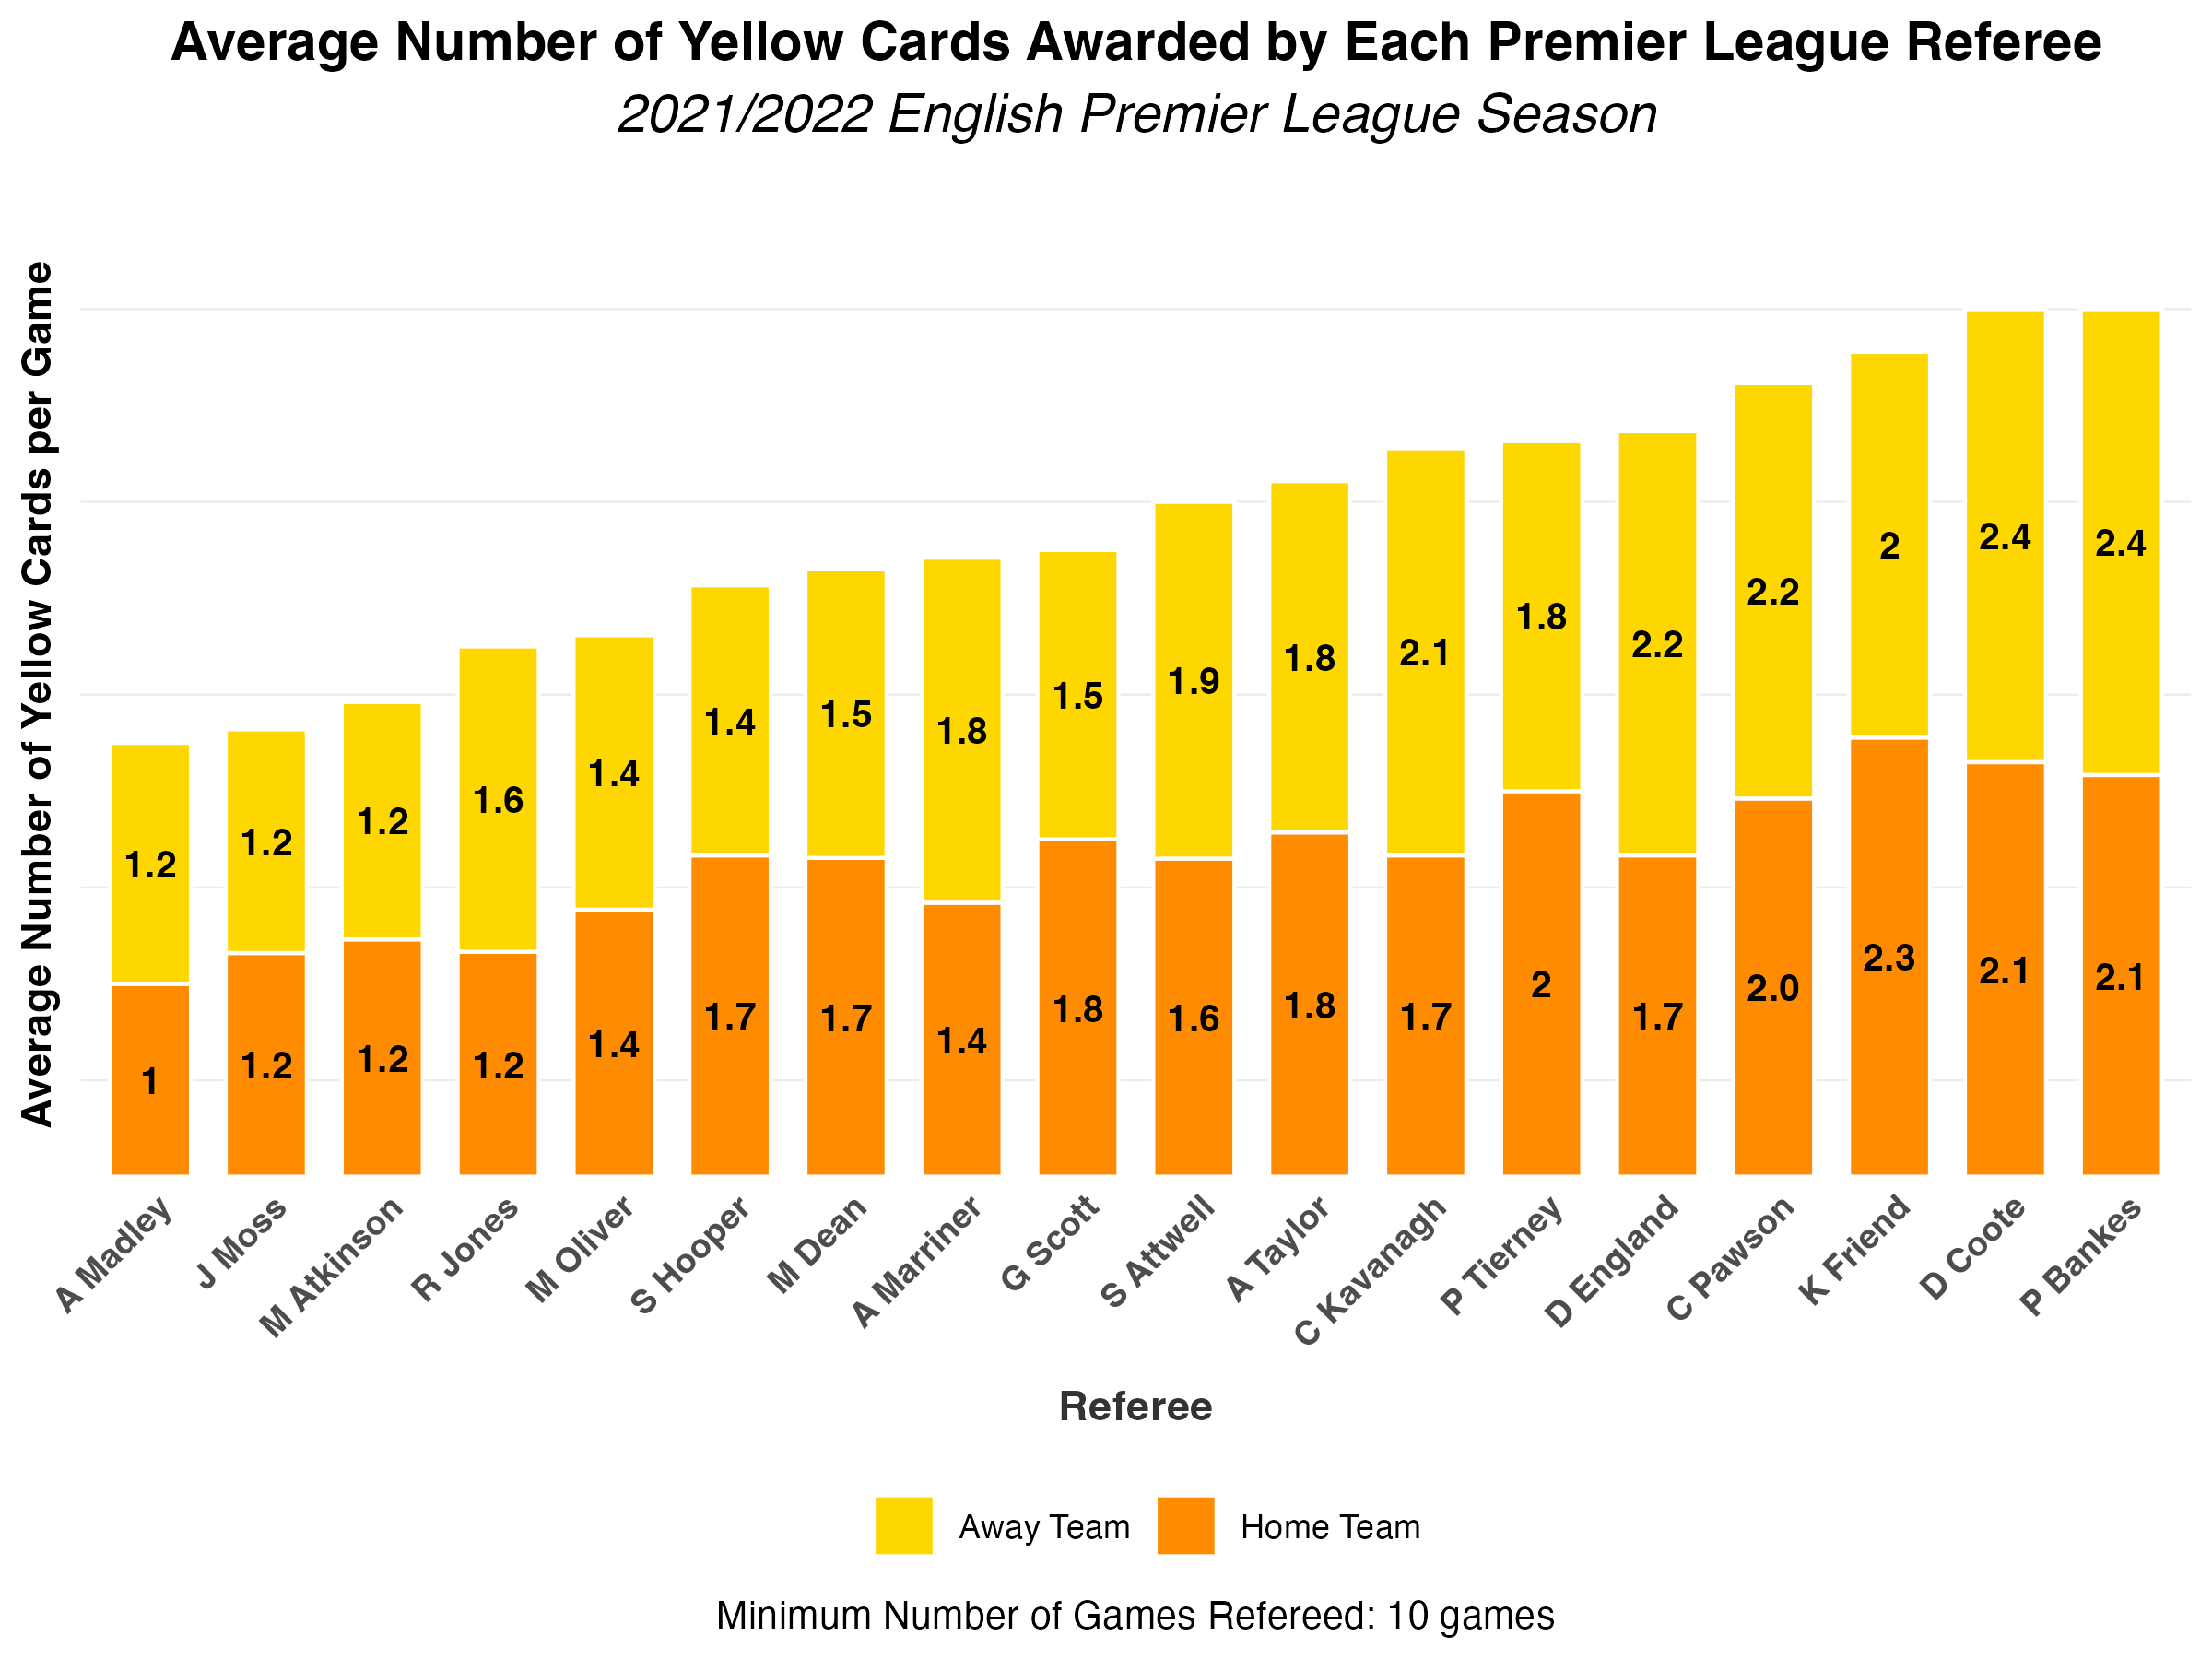 Average Number of Yellow Cards Awarded by Each Premier League Referee
2021/2022 English Premier League Season
Average Number of Yellow Cards per Game
1.2 1.2 1.2 1.6 1.4 1.4 1.5 1.8 1.5 1.9 1.8 2.1 1.8 2.2 2.2 2 2.4 2.4
1 1.2 1.2 1.2 1.4 1.7 1.7 1.4 1.8 1.6 1.8 1.7 2 1.7 2.0 2.3 2.1 2.1
A Madley
J Moss
M Atkinson
R Jones
M Oliver
S Hooper
M Dean
A Marriner
G Scott
S Attwell
A Taylor
C Kavanagh
P Tierney
D England
C Pawson
K Friend
D Coote
P Bankes
Referee
Away Team Home Team
Minimum Number of Games Refereed: 10 games